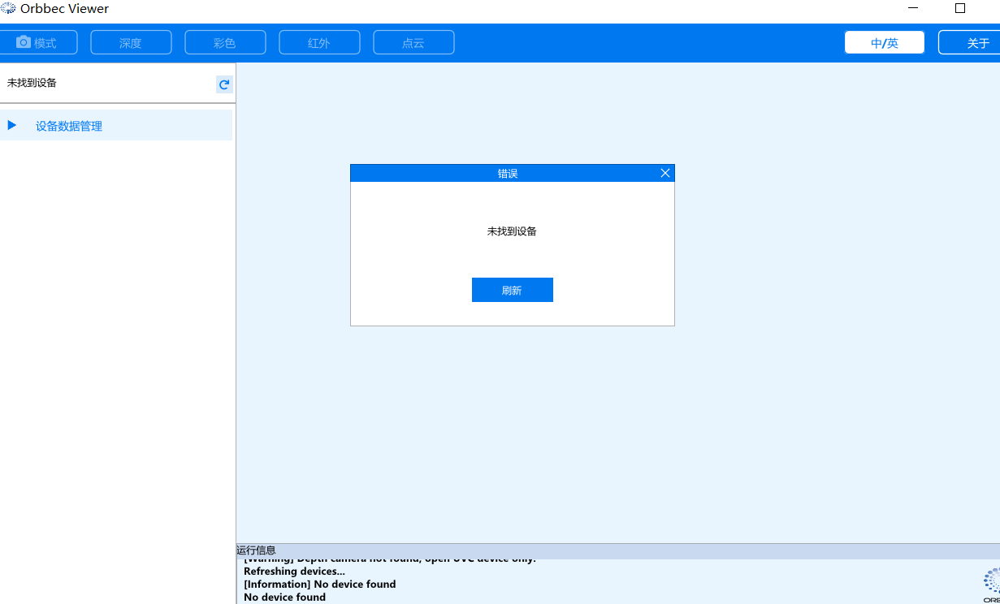 Orbbec Viewer
模式 深度 彩色 红外 点云 中/英 关于
未找到设备
设备数据管理
错误
未找到设备
刷新
运行信息
[Warning] Depth camera not found, open UVC device only.
Refreshing devices...
[Information] No device found
No device found